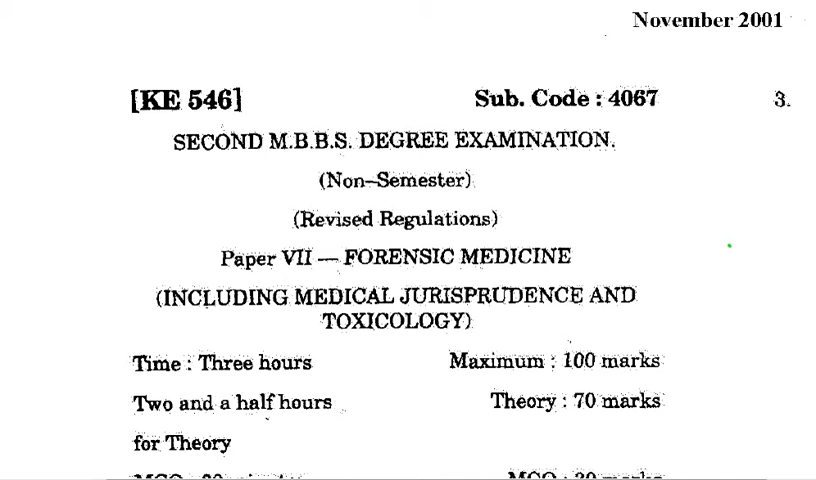 November 2001
[KE 546] Sub. Code : 4067 3.
SECOND M.B.B.S. DEGREE EXAMINATION.
(Non–Semester)
(Revised Regulations)
Paper VII — FORENSIC MEDICINE
(INCLUDING MEDICAL JURISPRUDENCE AND
TOXICOLOGY)
Time : Three hours Maximum : 100 marks
Two and a half hours Theory : 70 marks
for Theory